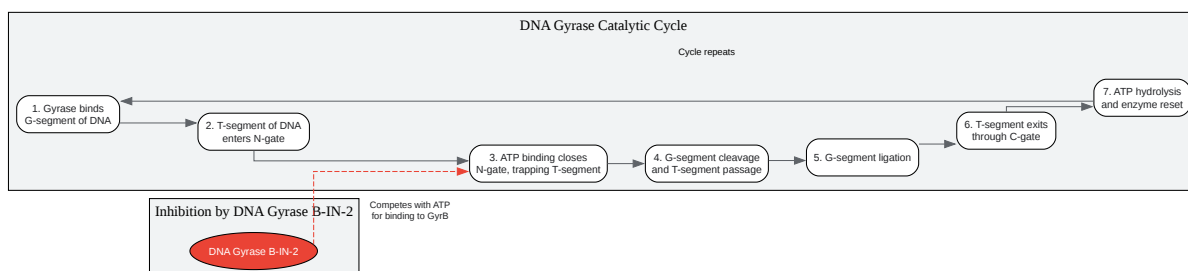 DNA Gyrase Catalytic Cycle
Cycle repeats
1. Gyrase binds
G-segment of DNA
2. T-segment of DNA
enters N-gate
3. ATP binding closes
N-gate, trapping T-segment
4. G-segment cleavage
and T-segment passage
5. G-segment ligation
6. T-segment exits
through C-gate
7. ATP hydrolysis
and enzyme reset
Inhibition by DNA Gyrase B-IN-2
Competes with ATP
for binding to GyrB
DNA Gyrase B-IN-2